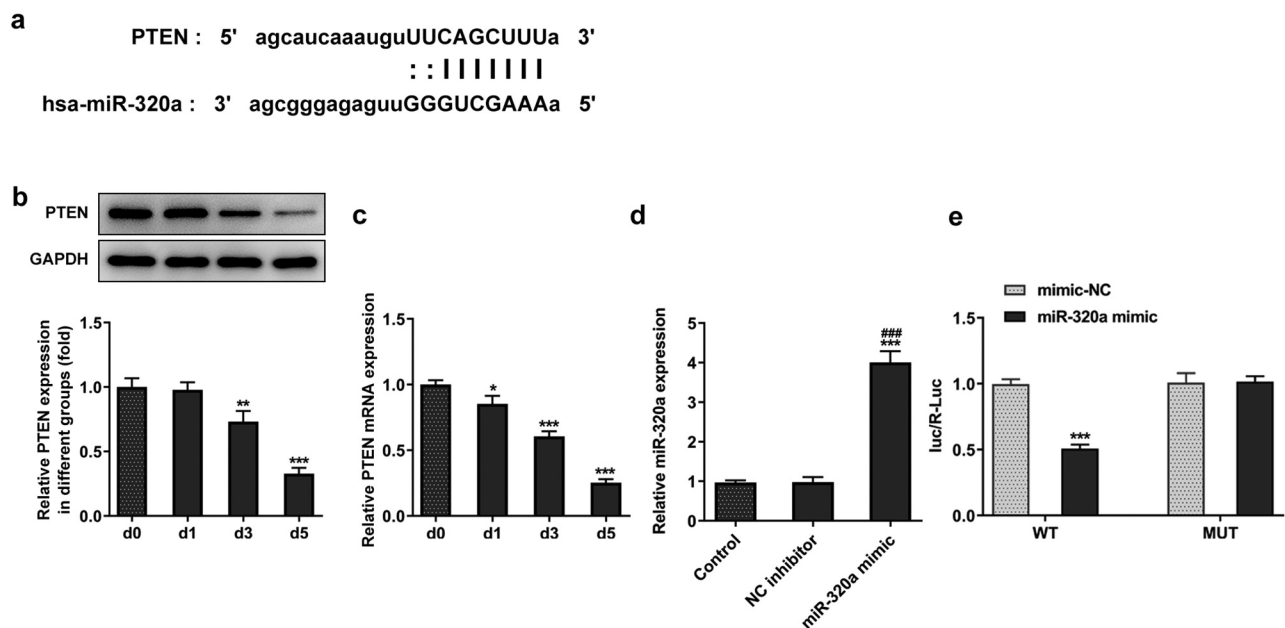 a
PTEN : 5' agcaucaaauguUUCAGCUUUa 3'
: : | | | | | | |
hsa-miR-320a : 3' agcgggagaguuGGGUCGAAAa 5'
b
PTEN
GAPDH
Relative PTEN expression
in different groups (fold)
1.5
1.0
0.5
0.0
**
***
d0 d1 d3 d5
c
Relative PTEN mRNA expression
1.5
1.0
0.5
0.0
*
***
***
d0 d1 d3 d5
d
Relative miR-320a expression
5
4
3
2
1
0
###
***
Control
NC inhibitor
miR-320a mimic
e
mimic-NC
miR-320a mimic
luc/R-Luc
1.5
1.0
0.5
0.0
***
WT MUT